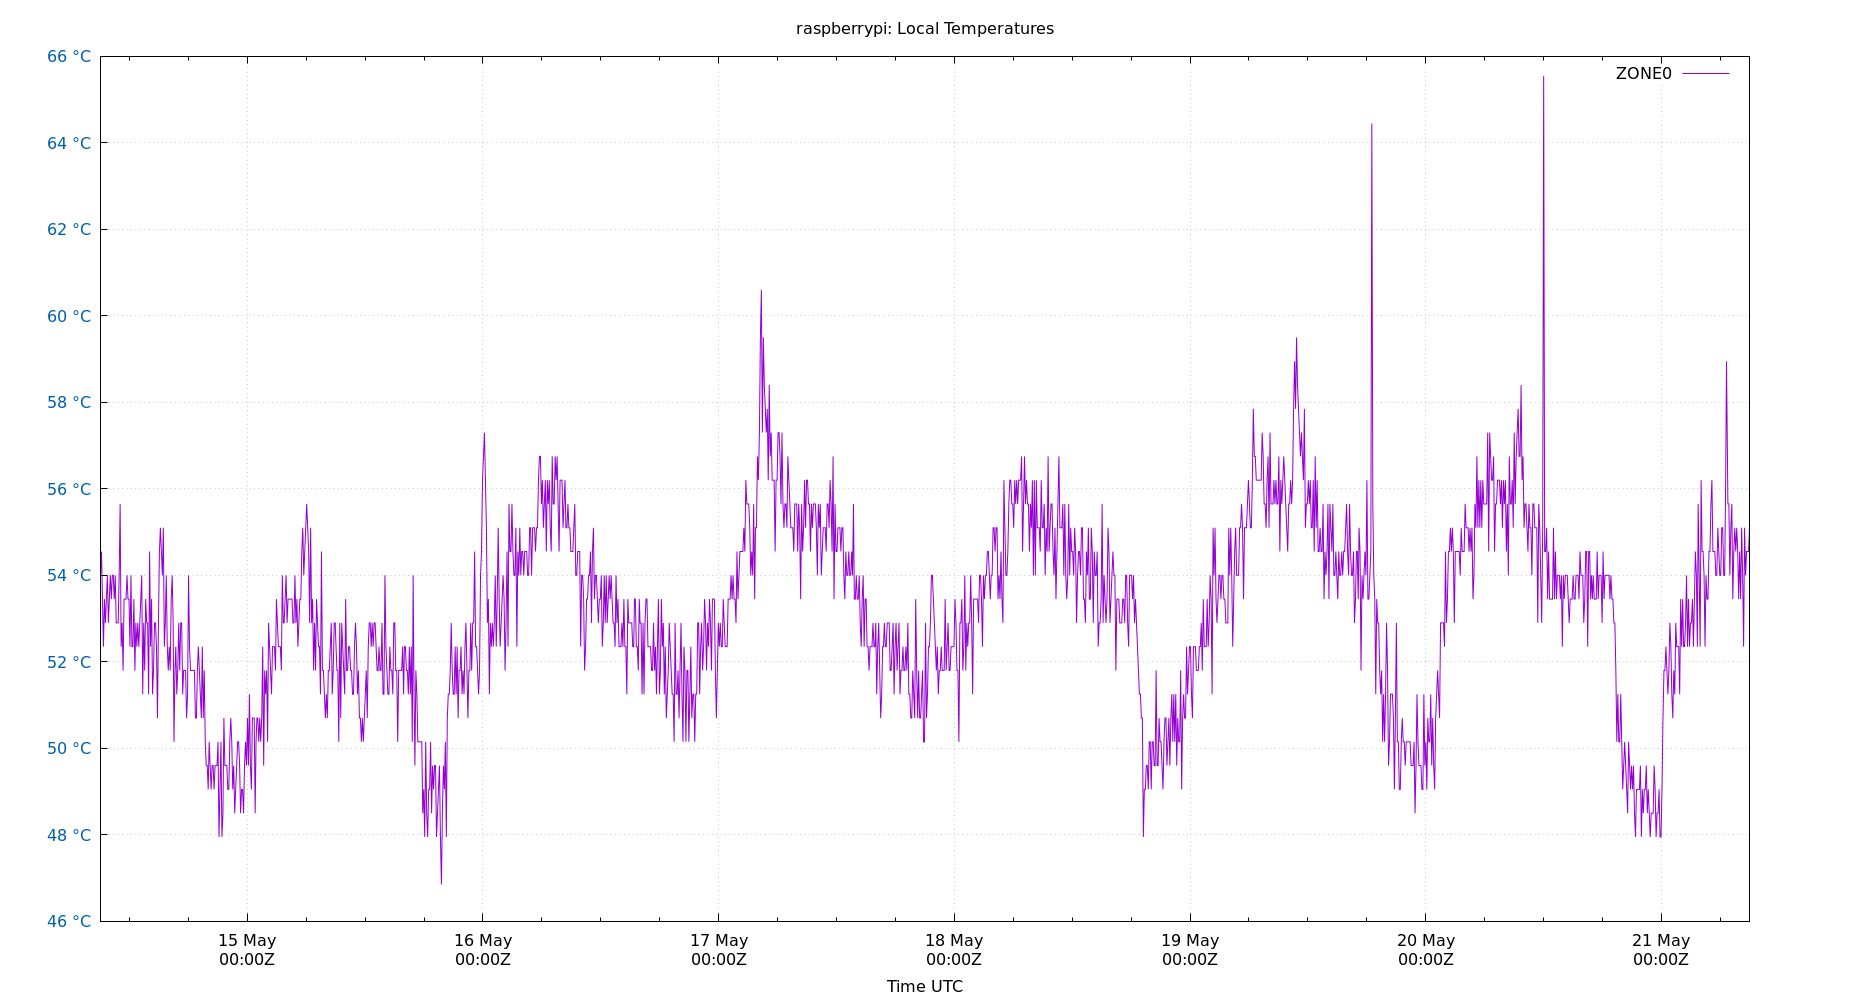 raspberrypi: Local Temperatures
66 °C
ZONE0
64 °C
62 °C
60 °C
58 °C
56 °C
54 °C
52 °C
50 °C
48 °C
46 °C
15 May 16 May 17 May 18 May 19 May 20 May 21 May
00:00Z 00:00Z 00:00Z 00:00Z 00:00Z 00:00Z 00:00Z
Time UTC